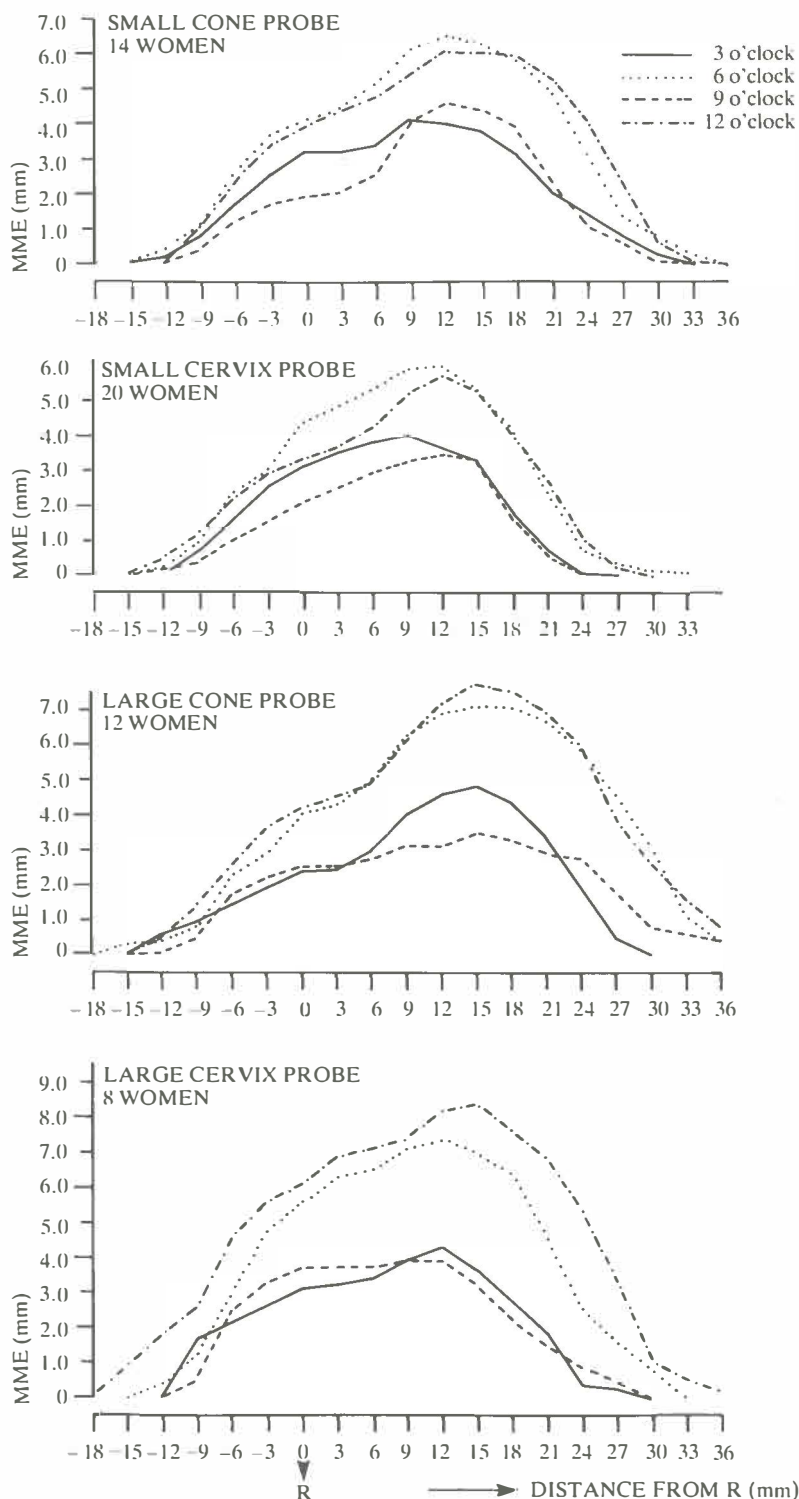 SMALL CONE PROBE
14 WOMEN
3 o'clock
6 o'clock
9 o'clock
12 o'clock
7.0
6.0
5.0
4.0
3.0
2.0
1.0
0
MME (mm)
−18 −15 −12 −9 −6 −3 0 3 6 9 12 15 18 21 24 27 30 33 36
SMALL CERVIX PROBE
20 WOMEN
6.0
5.0
4.0
3.0
2.0
1.0
0
MME (mm)
−18 −15 −12 −9 −6 −3 0 3 6 9 12 15 18 21 24 27 30 33
LARGE CONE PROBE
12 WOMEN
7.0
6.0
5.0
4.0
3.0
2.0
1.0
0
MME (mm)
−18 −15 −12 −9 −6 −3 0 3 6 9 12 15 18 21 24 27 30 33 36
LARGE CERVIX PROBE
8 WOMEN
9.0
8.0
7.0
6.0
5.0
4.0
3.0
2.0
1.0
0
MME (mm)
−18 −15 −12 −9 −6 −3 0 3 6 9 12 15 18 21 24 27 30 33 36
R
DISTANCE FROM R (mm)